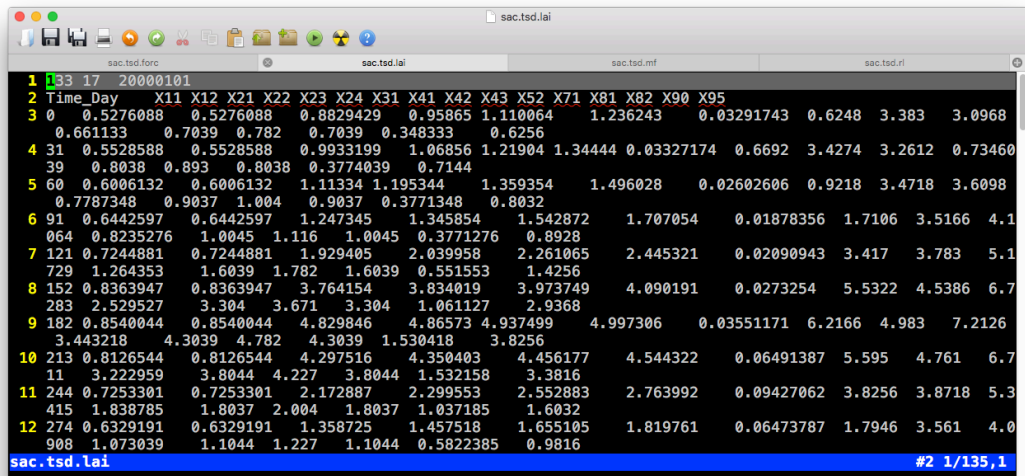 sac.tsd.lai
sac.tsd.forc sac.tsd.lai sac.tsd.mf sac.tsd.rl
1 133 17 20000101
2 Time_Day X11 X12 X21 X22 X23 X24 X31 X41 X42 X43 X52 X71 X81 X82 X90 X95
3 0 0.5276088 0.5276088 0.8829429 0.95865 1.110064 1.236243 0.03291743 0.6248 3.383 3.0968
0.661133 0.7039 0.782 0.7039 0.348333 0.6256
4 31 0.5528588 0.5528588 0.9933199 1.06856 1.21904 1.34444 0.03327174 0.6692 3.4274 3.2612 0.73460
39 0.8038 0.893 0.8038 0.3774039 0.7144
5 60 0.6006132 0.6006132 1.11334 1.195344 1.359354 1.496028 0.02602606 0.9218 3.4718 3.6098
0.7787348 0.9037 1.004 0.9037 0.3771348 0.8032
6 91 0.6442597 0.6442597 1.247345 1.345854 1.542872 1.707054 0.01878356 1.7106 3.5166 4.1
064 0.8235276 1.0045 1.116 1.0045 0.3771276 0.8928
7 121 0.7244881 0.7244881 1.929405 2.039958 2.261065 2.445321 0.02090943 3.417 3.783 5.1
729 1.264353 1.6039 1.782 1.6039 0.551553 1.4256
8 152 0.8363947 0.8363947 3.764154 3.834019 3.973749 4.090191 0.0273254 5.5322 4.5386 6.7
283 2.529527 3.304 3.671 3.304 1.061127 2.9368
9 182 0.8540044 0.8540044 4.829846 4.86573 4.937499 4.997306 0.03551171 6.2166 4.983 7.2126
3.443218 4.3039 4.782 4.3039 1.530418 3.8256
10 213 0.8126544 0.8126544 4.297516 4.350403 4.456177 4.544322 0.06491387 5.595 4.761 6.7
11 3.222959 3.8044 4.227 3.8044 1.532158 3.3816
11 244 0.7253301 0.7253301 2.172887 2.299553 2.552883 2.763992 0.09427062 3.8256 3.8718 5.3
415 1.838785 1.8037 2.004 1.8037 1.037185 1.6032
12 274 0.6329191 0.6329191 1.358725 1.457518 1.655105 1.819761 0.06473787 1.7946 3.561 4.0
908 1.073039 1.1044 1.227 1.1044 0.5822385 0.9816
sac.tsd.lai #2 1/135,1